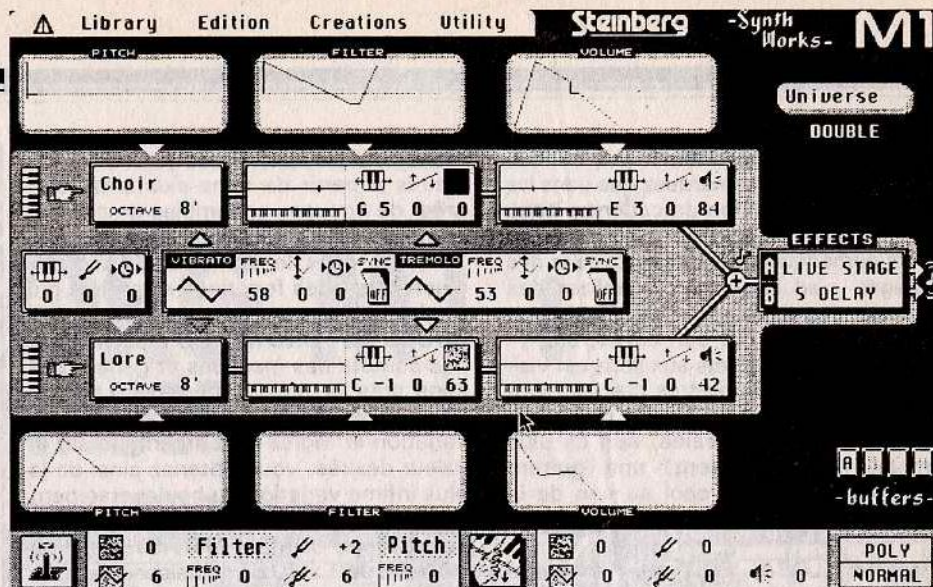 Library Edition Creations Utility Steinberg -Synth Works- M1
PITCH FILTER VOLUME
Universe
DOUBLE
Choir
OCTAVE 8'
G 5 0 0
E 3 0 84
EFFECTS
A LIVE STAGE
B S DELAY
0 0 0
VIBRATO FREQ SYNC TREMOLO FREQ SYNC
58 0 0 OFF 53 0 0 OFF
Lore
OCTAVE 8'
C -1 0 63
C -1 0 42
A
-buffers-
PITCH FILTER VOLUME
0 Filter +2 Pitch 0 0 POLY
6 FREQ 0 6 FREQ 0 0 0 0 NORMAL